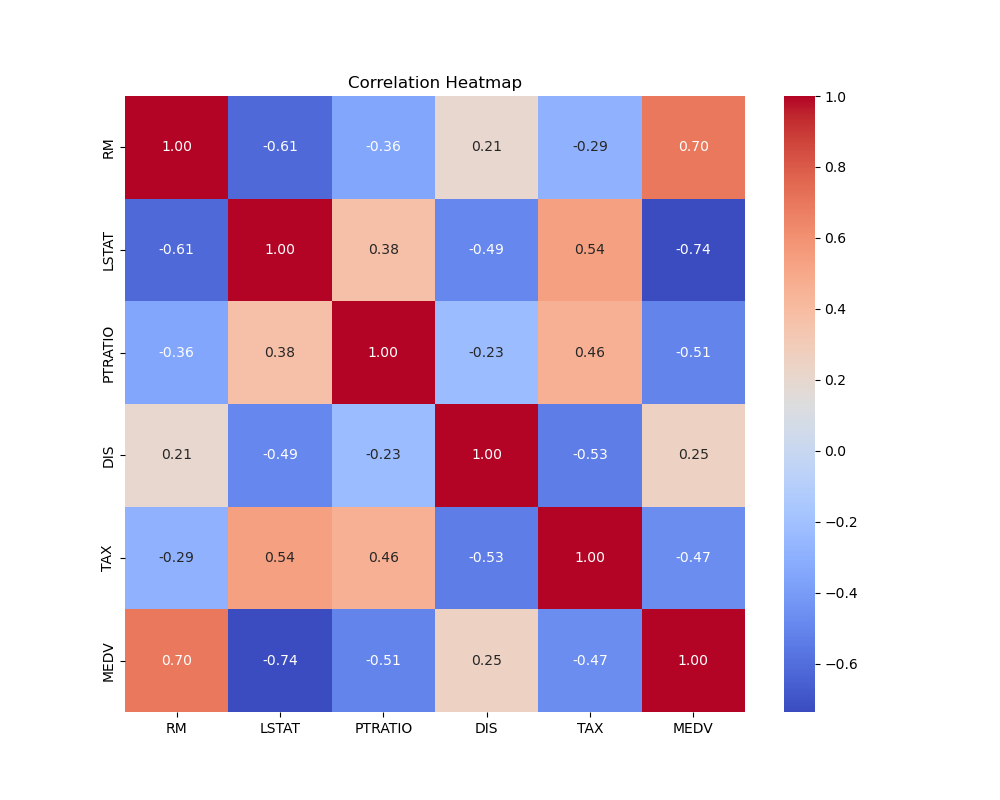 Correlation Heatmap
RM 1.00 -0.61 -0.36 0.21 -0.29 0.70
LSTAT -0.61 1.00 0.38 -0.49 0.54 -0.74
PTRATIO -0.36 0.38 1.00 -0.23 0.46 -0.51
DIS 0.21 -0.49 -0.23 1.00 -0.53 0.25
TAX -0.29 0.54 0.46 -0.53 1.00 -0.47
MEDV 0.70 -0.74 -0.51 0.25 -0.47 1.00
RM LSTAT PTRATIO DIS TAX MEDV
1.0
0.8
0.6
0.4
0.2
0.0
−0.2
−0.4
−0.6